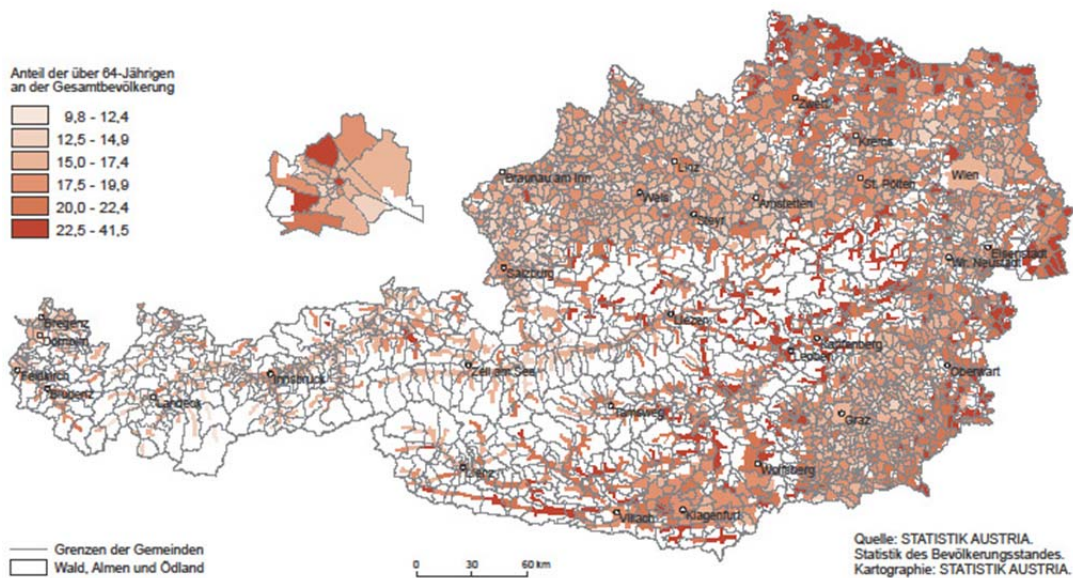 Anteil der über 64-Jährigen
an der Gesamtbevölkerung
9,8 - 12,4
12,5 - 14,9
15,0 - 17,4
17,5 - 19,9
20,0 - 22,4
22,5 - 41,5
Zwettl
Krems
Linz
Braunau am Inn
Wien
St. Pölten
Wels
Amstetten
Steyr
Eisenstadt
Wr. Neustadt
Salzburg
Liezen
Bregenz
Dornbirn
Kapfenberg
Leoben
Feldkirch
Innsbruck
Zell am See
Oberwart
Bludenz
Landeck
Tamsweg
Graz
Lienz
Wolfsberg
Villach
Klagenfurt
Grenzen der Gemeinden
Wald, Almen und Ödland
0 30 60 km
Quelle: STATISTIK AUSTRIA.
Statistik des Bevölkerungsstandes.
Kartographie: STATISTIK AUSTRIA.